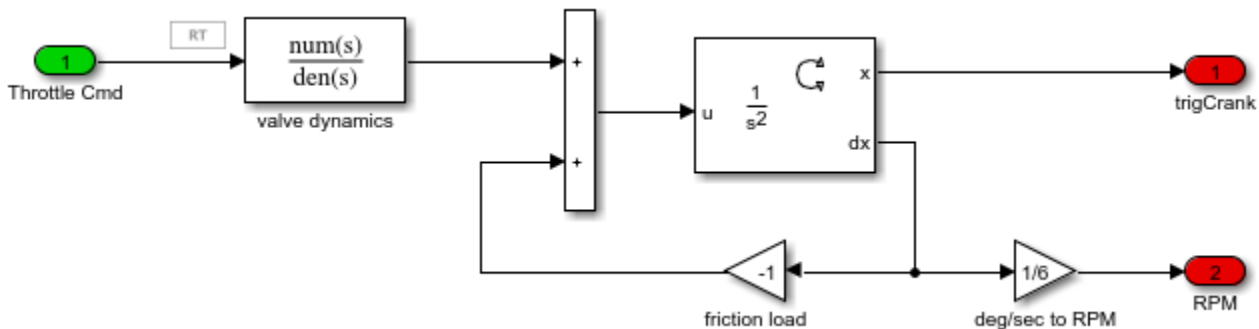 RT
1
Throttle Cmd
num(s)
den(s)
valve dynamics
+
+
u
1
s²
x
dx
1
trigCrank
-1
friction load
1/6
deg/sec to RPM
2
RPM